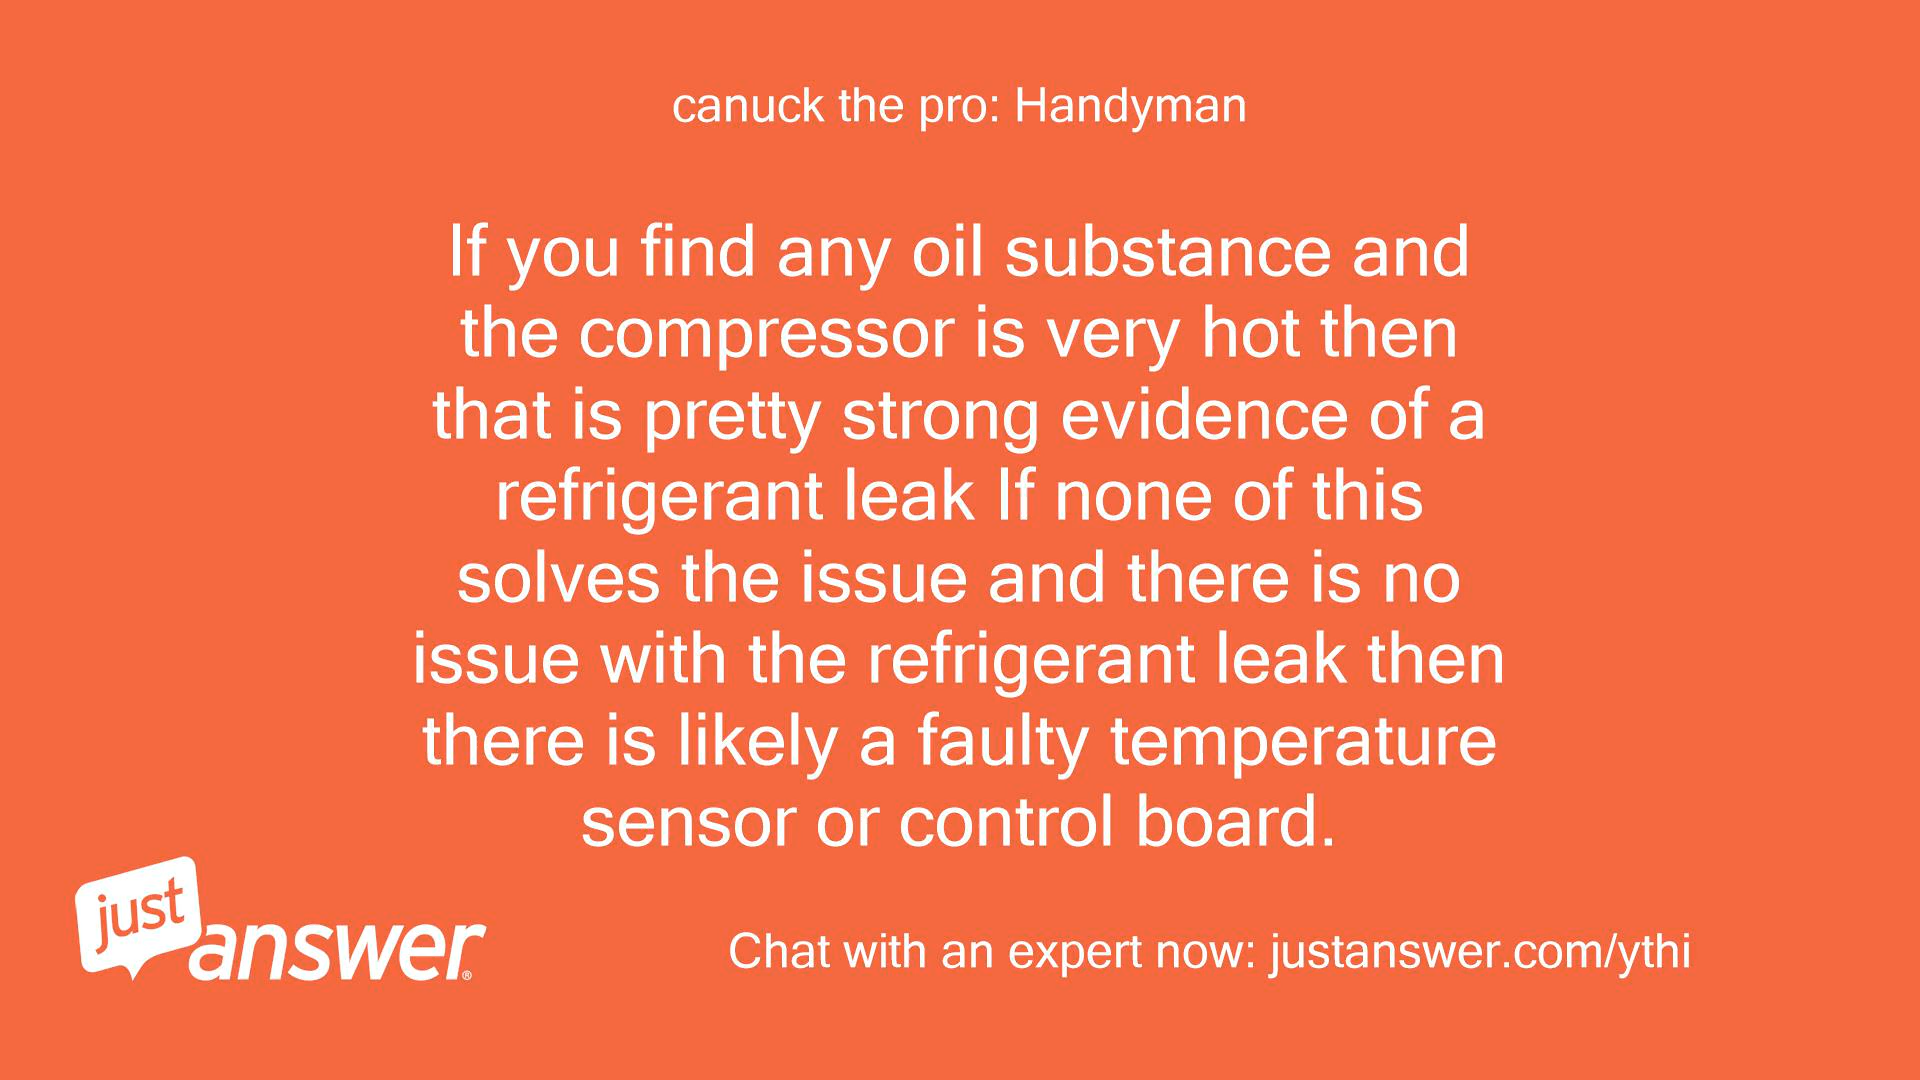 canuck the pro: Handyman
If you find any oil substance and
the compressor is very hot then
that is pretty strong evidence of a
refrigerant leak If none of this
solves the issue and there is no
issue with the refrigerant leak then
there is likely a faulty temperature
sensor or control board.
just
answer®
Chat with an expert now: justanswer.com/ythi